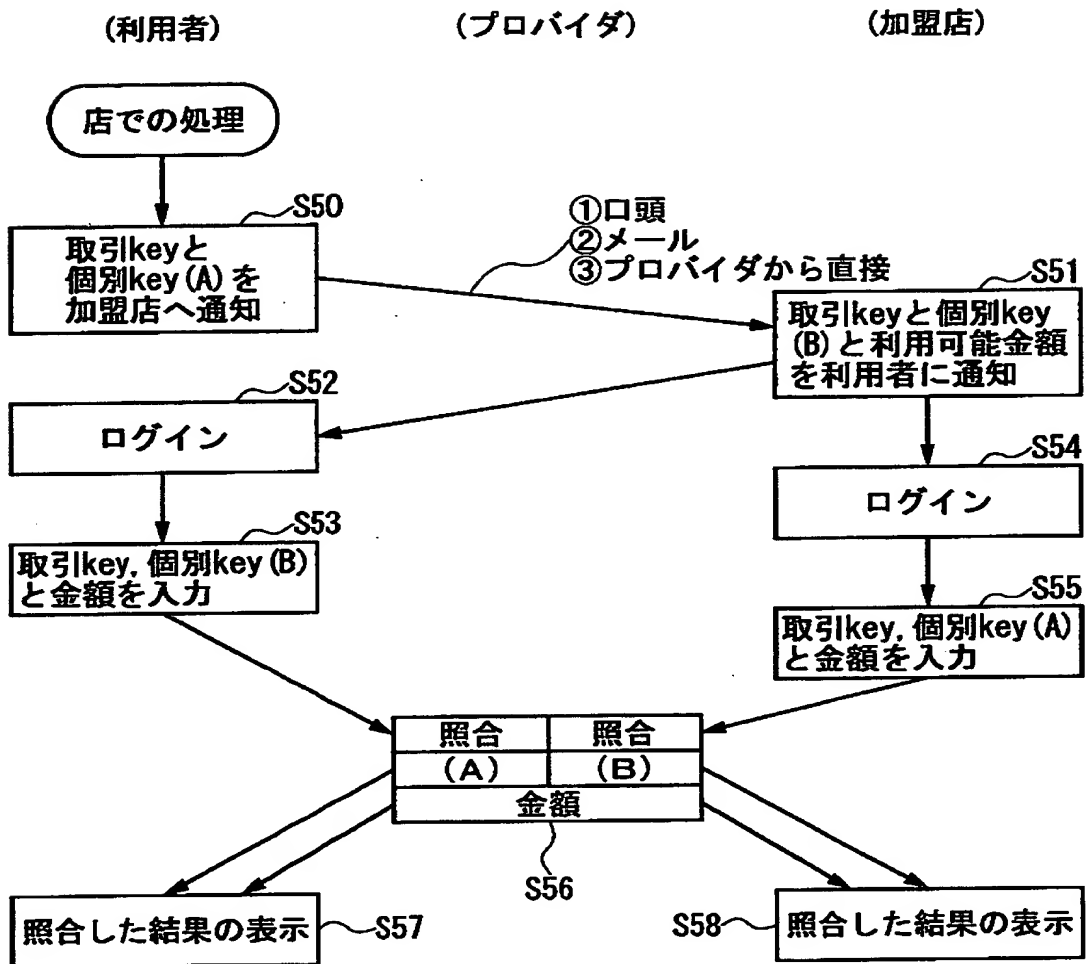 (利用者)
(プロバイダ)
(加盟店)
店での処理
S50
取引keyと
個別key(A)を
加盟店へ通知
①口頭
②メール
③プロバイダから直接
S51
取引keyと個別key
(B)と利用可能金額
を利用者に通知
S52
ログイン
S54
ログイン
S53
取引key,個別key(B)
と金額を入力
S55
取引key,個別key(A)
と金額を入力
照合
照合
(A)
(B)
金額
S56
照合した結果の表示
S57
S58
照合した結果の表示